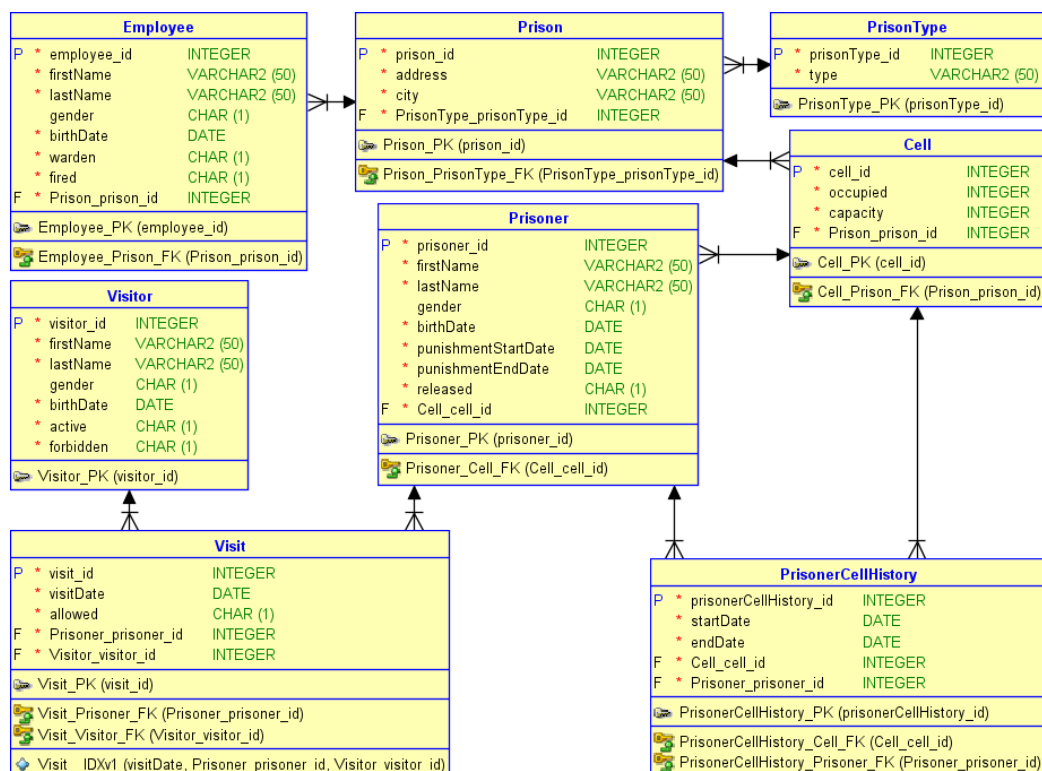 Employee
P * employee_id INTEGER
* firstName VARCHAR2 (50)
* lastName VARCHAR2 (50)
gender CHAR (1)
* birthDate DATE
* warden CHAR (1)
* fired CHAR (1)
F * Prison_prison_id INTEGER
Employee_PK (employee_id)
Employee_Prison_FK (Prison_prison_id)
Prison
P * prison_id INTEGER
* address VARCHAR2 (50)
* city VARCHAR2 (50)
F * PrisonType_prisonType_id INTEGER
Prison_PK (prison_id)
Prison_PrisonType_FK (PrisonType_prisonType_id)
PrisonType
P * prisonType_id INTEGER
* type VARCHAR2 (50)
PrisonType_PK (prisonType_id)
Cell
P * cell_id INTEGER
* occupied INTEGER
* capacity INTEGER
F * Prison_prison_id INTEGER
Cell_PK (cell_id)
Cell_Prison_FK (Prison_prison_id)
Prisoner
P * prisoner_id INTEGER
* firstName VARCHAR2 (50)
* lastName VARCHAR2 (50)
gender CHAR (1)
* birthDate DATE
* punishmentStartDate DATE
* punishmentEndDate DATE
* released CHAR (1)
F * Cell_cell_id INTEGER
Prisoner_PK (prisoner_id)
Prisoner_Cell_FK (Cell_cell_id)
Visitor
P * visitor_id INTEGER
* firstName VARCHAR2 (50)
* lastName VARCHAR2 (50)
gender CHAR (1)
* birthDate DATE
* active CHAR (1)
* forbidden CHAR (1)
Visitor_PK (visitor_id)
Visit
P * visit_id INTEGER
* visitDate DATE
* allowed CHAR (1)
F * Prisoner_prisoner_id INTEGER
F * Visitor_visitor_id INTEGER
Visit_PK (visit_id)
Visit_Prisoner_FK (Prisoner_prisoner_id)
Visit_Visitor_FK (Visitor_visitor_id)
Visit__IDXv1 (visitDate, Prisoner_prisoner_id, Visitor_visitor_id)
PrisonerCellHistory
P * prisonerCellHistory_id INTEGER
* startDate DATE
* endDate DATE
F * Cell_cell_id INTEGER
F * Prisoner_prisoner_id INTEGER
PrisonerCellHistory_PK (prisonerCellHistory_id)
PrisonerCellHistory_Cell_FK (Cell_cell_id)
PrisonerCellHistory_Prisoner_FK (Prisoner_prisoner_id)